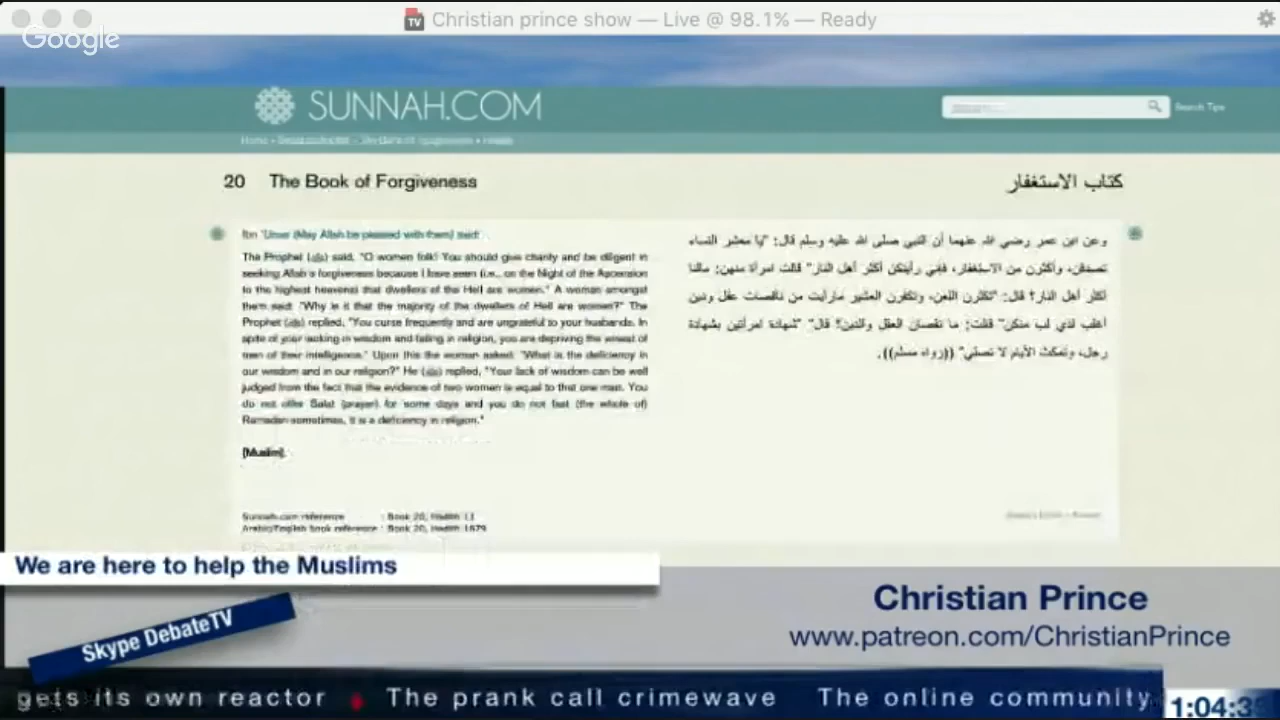 Christian prince show — Live @ 98.1% — Ready
Google
SUNNAH.COM
Search Tips
20 The Book of Forgiveness
كتاب الاستغفار
Ibn 'Umar (May Allah be pleased with them) said:
The Prophet (ﷺ) said, "O women folk! You should give charity and be diligent in
seeking Allah's forgiveness because I have seen (i.e., on the Night of the Ascension
to the highest heavens) that dwellers of the Hell are women." A woman amongst
them said: "Why is it that the majority of the dwellers of Hell are women?" The
Prophet (ﷺ) replied, "You curse frequently and are ungrateful to your husbands. In
spite of your lacking in wisdom and failing in religion, you are depriving the wisest of
men of their intelligence." Upon this the woman asked: "What is the deficiency in
our wisdom and in our religion?" He (ﷺ) replied, "Your lack of wisdom can be well
judged from the fact that the evidence of two women is equal to that one man. You
do not offer Salat (prayer) for some days and you do not fast (the whole of)
Ramadan sometimes, it is a deficiency in religion."
[Muslim].
وعن ابن عمر رضي الله عنهما أن النبي صلى الله عليه وسلم قال: "يا معشر النساء
تصدقن، وأكثرن من الاستغفار، فإني رأيتكن أكثر أهل النار" قالت امرأة منهن: مالنا
أكثر أهل النار؟ قال: "تكثرن اللعن، وتكفرن العشير مارأيت من ناقصات عقل ودين
أغلب لذي لب منكن" قالت: ما نقصان العقل والدين؟ قال" "شهادة امرأتين بشهادة
رجل، وتمكث الأيام لا تصلي" ((رواه مسلم)).
Sunnah.com reference : Book 20, Hadith 11
Arabic/English book reference : Book 20, Hadith 1879
We are here to help the Muslims
Skype DebateTV
Christian Prince
www.patreon.com/ChristianPrince
gets its own reactor The prank call crimewave The online community
1:04:3